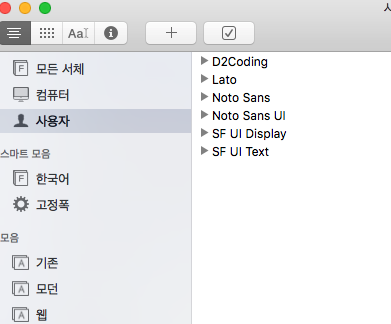 Aa
모든 서체
컴퓨터
사용자
스마트 모음
한국어
고정폭
모음
기존
모던
웹
D2Coding
Lato
Noto Sans
Noto Sans UI
SF UI Display
SF UI Text